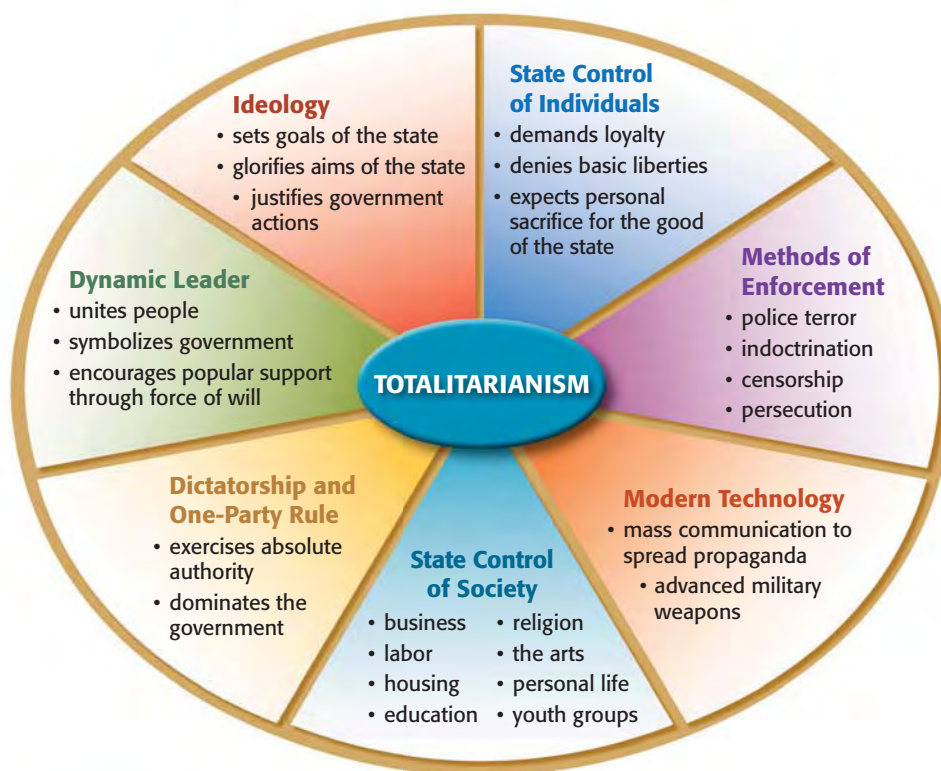 Ideology
• sets goals of the state
• glorifies aims of the state
• justifies government
actions
State Control
of Individuals
• demands loyalty
• denies basic liberties
• expects personal
sacrifice for the good
of the state
Dynamic Leader
• unites people
• symbolizes government
• encourages popular support
through force of will
Methods of
Enforcement
• police terror
• indoctrination
• censorship
• persecution
TOTALITARIANISM
Dictatorship and
One-Party Rule
• exercises absolute
authority
• dominates the
government
State Control
of Society
• business
• labor
• housing
• education
• religion
• the arts
• personal life
• youth groups
Modern Technology
• mass communication to
spread propaganda
• advanced military
weapons